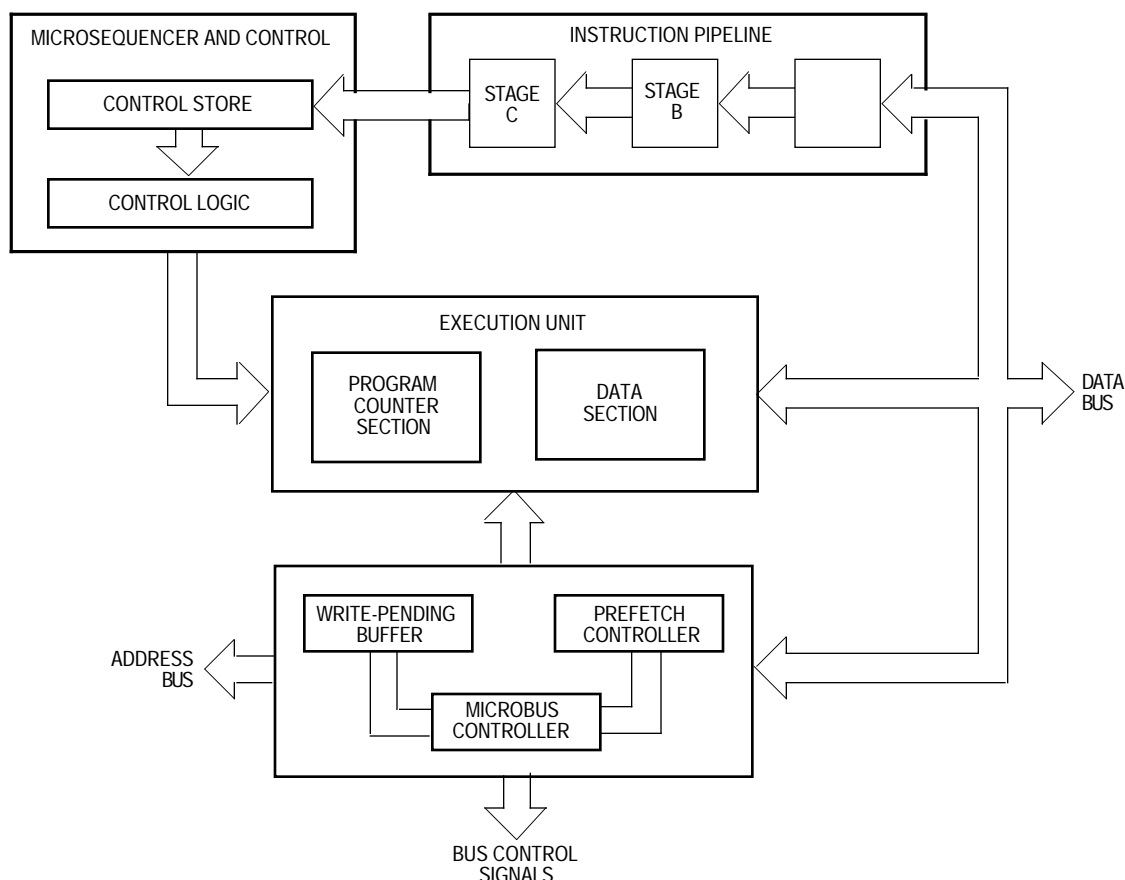 MICROSEQUENCER AND CONTROL
CONTROL STORE
CONTROL LOGIC
INSTRUCTION PIPELINE
STAGE
C
STAGE
B
EXECUTION UNIT
PROGRAM
COUNTER
SECTION
DATA
SECTION
DATA
BUS
WRITE-PENDING
BUFFER
PREFETCH
CONTROLLER
MICROBUS
CONTROLLER
ADDRESS
BUS
BUS CONTROL
SIGNALS